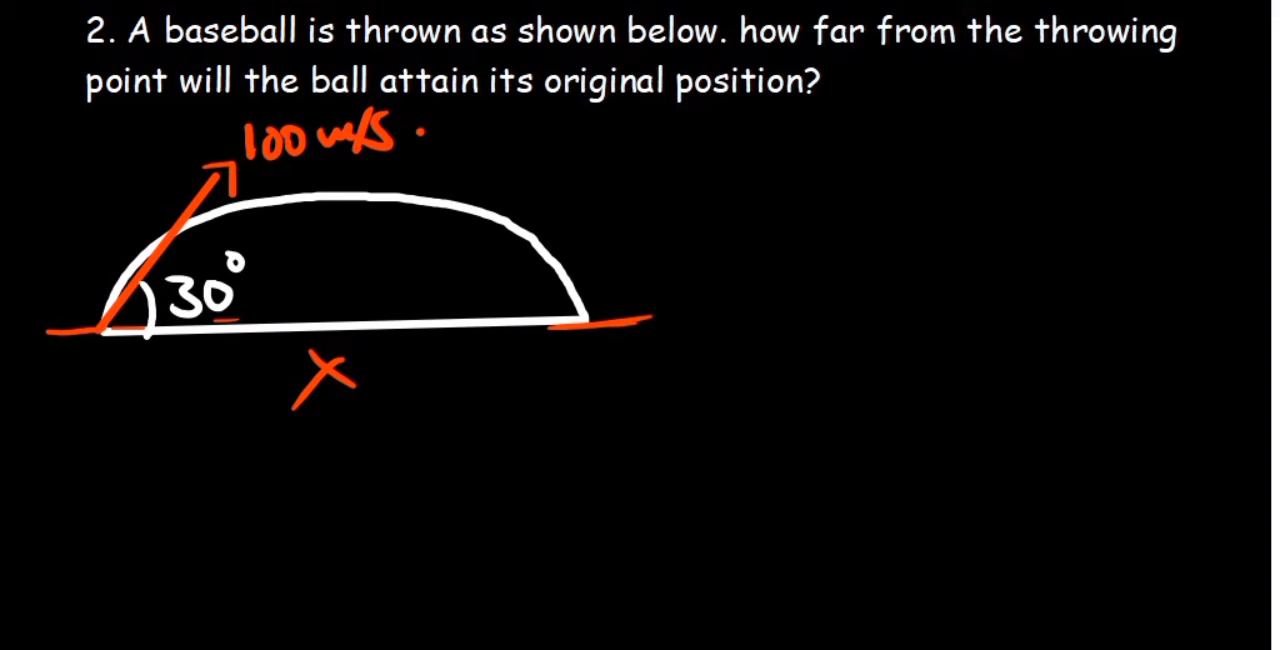 2. A baseball is thrown as shown below. how far from the throwing
point will the ball attain its original position?
100 m/s .
30°
X